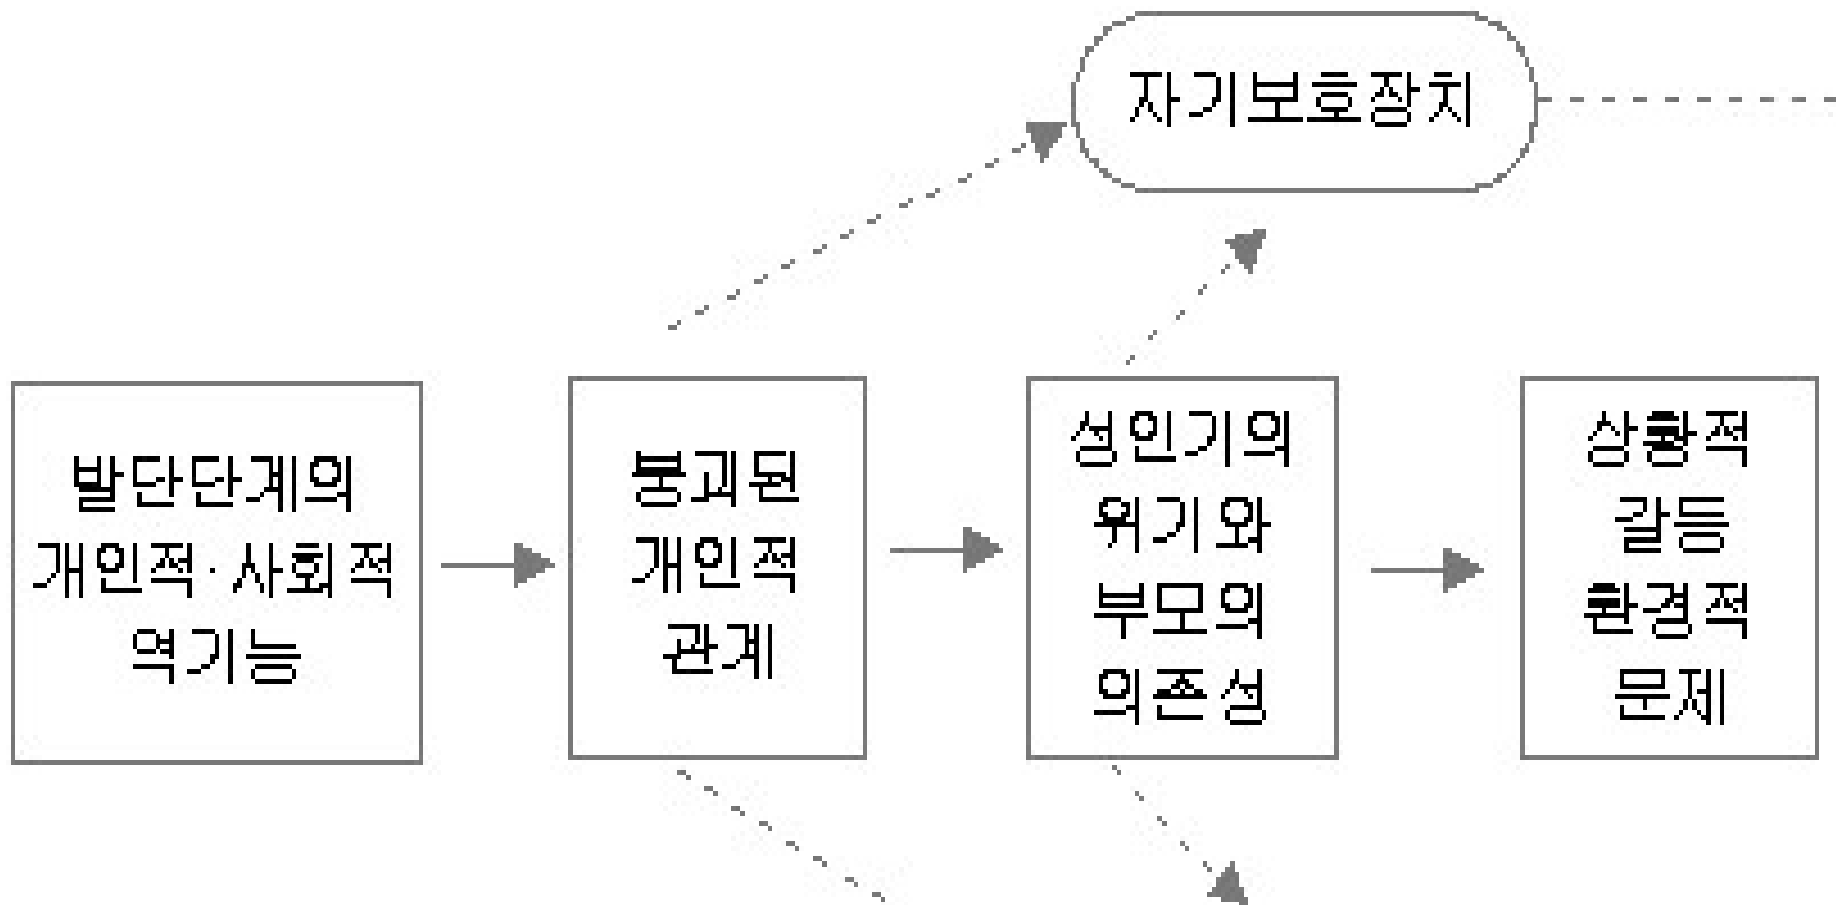 자기보호장치
발단단계의
개인적·사회적
역기능
붕괴된
개인적
관계
성인기의
위기와
부모의
의존성
상황적
갈등
환경적
문제